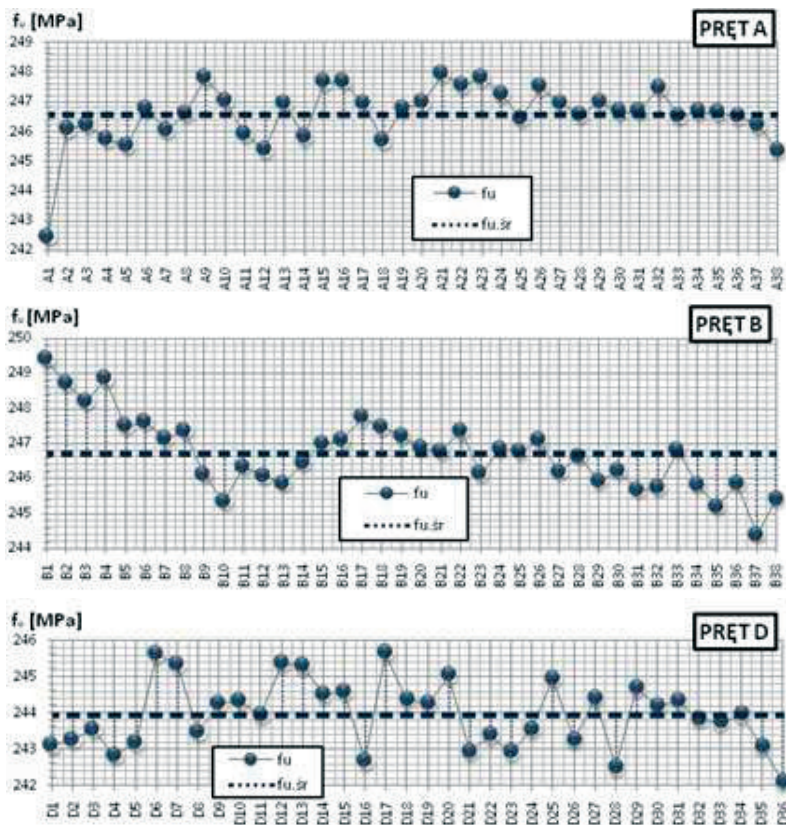 fᵤ [MPa]
PRĘT A
249
248
247
246
245
244
243
242
fu
fu.śr
A1 A2 A3 A4 A5 A6 A7 A8 A9 A10 A11 A12 A13 A14 A15 A16 A17 A18 A19 A20 A21 A22 A23 A24 A25 A26 A27 A28 A29 A30 A31 A32 A33 A34 A35 A36 A37 A38
fᵤ [MPa]
PRĘT B
250
249
248
247
246
245
244
fu
fu.śr
B1 B2 B3 B4 B5 B6 B7 B8 B9 B10 B11 B12 B13 B14 B15 B16 B17 B18 B19 B20 B21 B22 B23 B24 B25 B26 B27 B28 B29 B30 B31 B32 B33 B34 B35 B36 B37 B38
fᵤ [MPa]
PRĘT D
246
245
244
243
242
fu
fu.śr
D1 D2 D3 D4 D5 D6 D7 D8 D9 D10 D11 D12 D13 D14 D15 D16 D17 D18 D19 D20 D21 D22 D23 D24 D25 D26 D27 D28 D29 D30 D31 D32 D33 D34 D35 D36